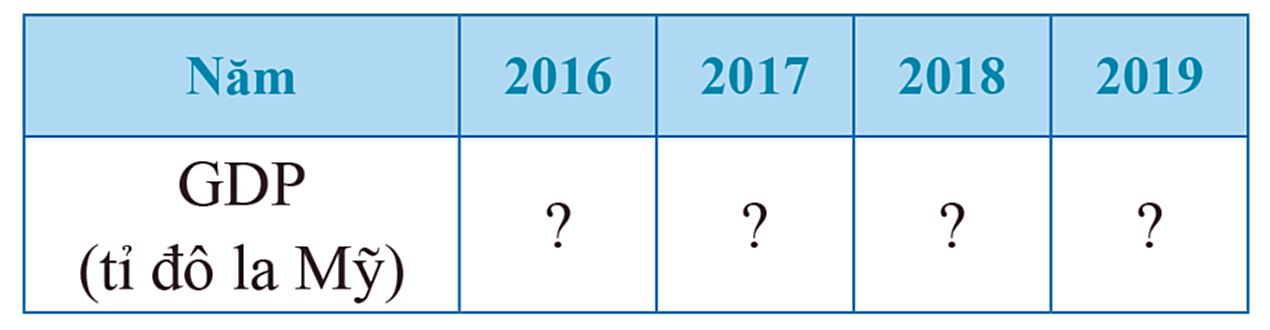 Năm 2016 2017 2018 2019
GDP
(tỉ đô la Mỹ) ? ? ? ?